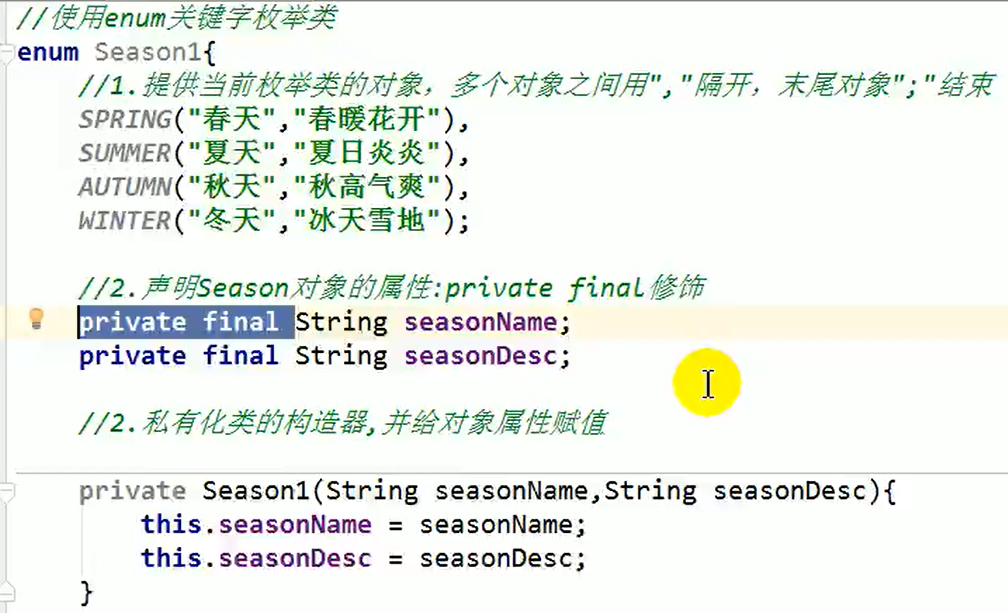 //使用enum关键字枚举类
enum Season1{
//1.提供当前枚举类的对象，多个对象之间用","隔开，末尾对象";"结束
SPRING("春天","春暖花开"),
SUMMER("夏天","夏日炎炎"),
AUTUMN("秋天","秋高气爽"),
WINTER("冬天","冰天雪地");
//2.声明Season对象的属性:private final修饰
private final String seasonName;
private final String seasonDesc;
//2.私有化类的构造器,并给对象属性赋值
private Season1(String seasonName,String seasonDesc){
this.seasonName = seasonName;
this.seasonDesc = seasonDesc;
}